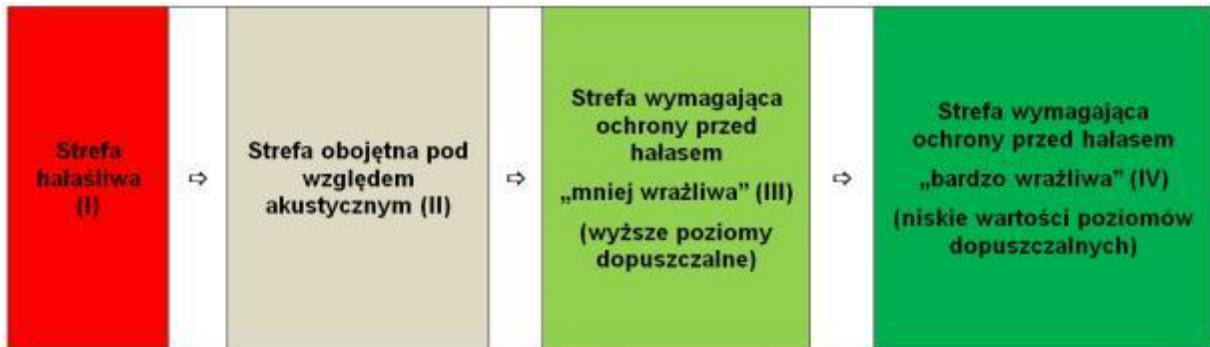 Strefa
hałaśliwa
(I)
⇨
Strefa obojętna pod
względem
akustycznym (II)
⇨
Strefa wymagająca
ochrony przed
hałasem
„mniej wrażliwa” (III)
(wyższe poziomy
dopuszczalne)
⇨
Strefa wymagająca
ochrony przed hałasem
„bardzo wrażliwa” (IV)
(niskie wartości poziomów
dopuszczalnych)